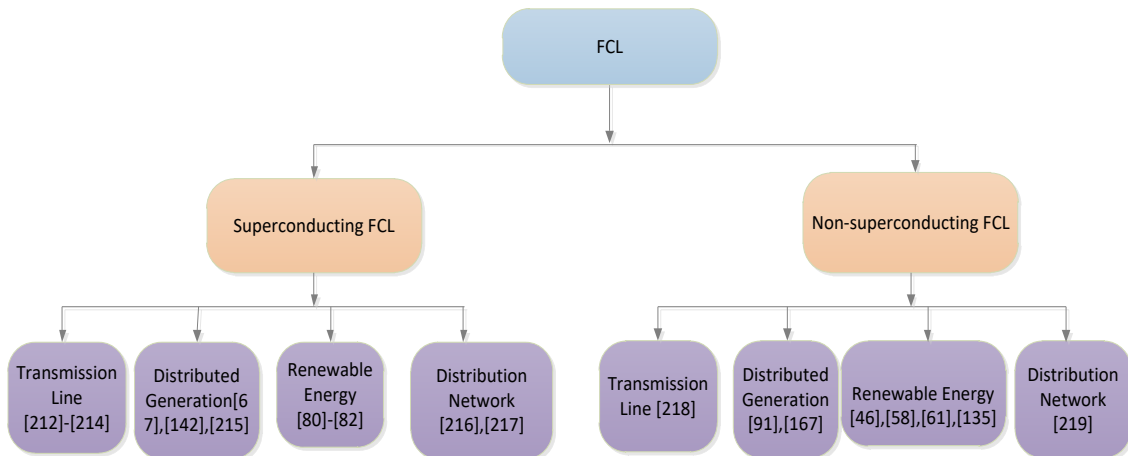 FCL
Superconducting FCL
Non-superconducting FCL
Transmission
Line
[212]-[214]
Distributed
Generation[6
7],[142],[215]
Renewable
Energy
[80]-[82]
Distribution
Network
[216],[217]
Transmission
Line [218]
Distributed
Generation
[91],[167]
Renewable Energy
[46],[58],[61],[135]
Distribution
Network
[219]